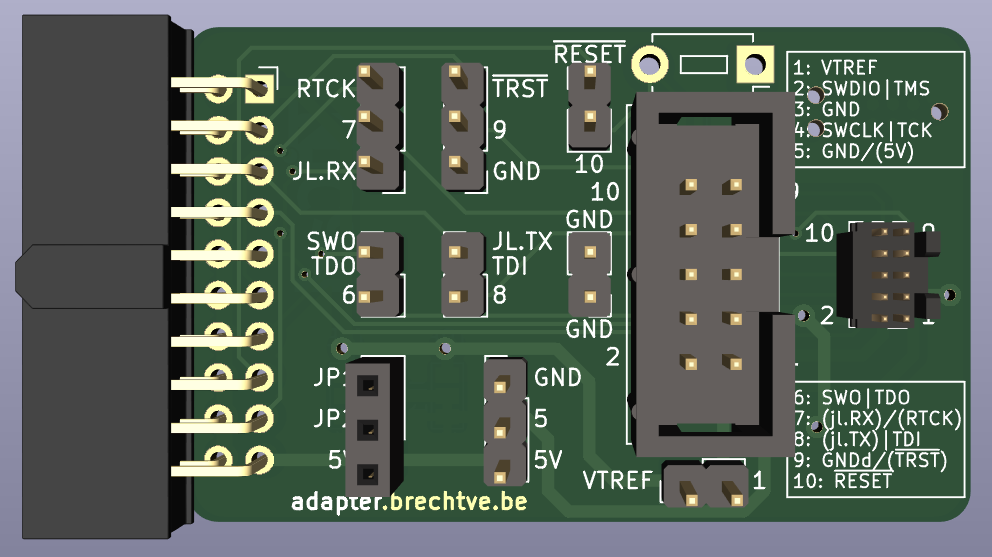 RESET
RTCK
7
JL.RX
TRST
9
GND
10
10
1: VTREF
2: SWDIO|TMS
3: GND
4: SWCLK|TCK
5: GND/(5V)
SWO
TDO
6
JL.TX
TDI
8
GND
GND
2
10
2
JP1
JP2
5V
GND
5
5V
VTREF
1
6: SWO|TDO
7: (jl.RX)/(RTCK)
8: (jl.TX)|TDI
9: GNDd/(TRST)
10: RESET
adapter.brechtve.be